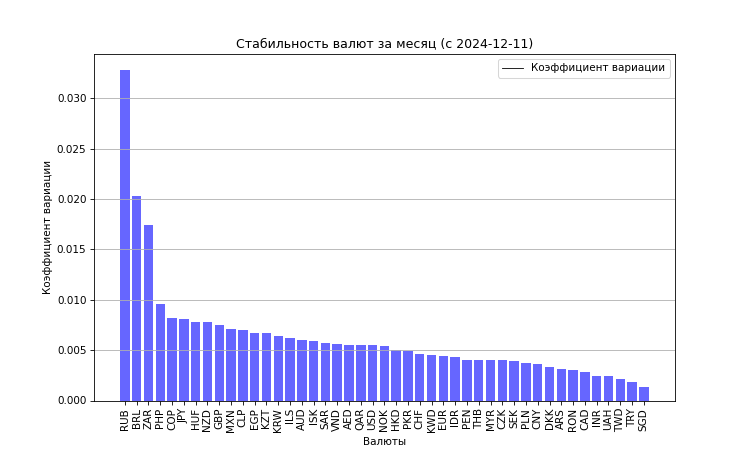 Стабильность валют за месяц (с 2024-12-11)
Коэффициент вариации
0.030
0.025
0.020
0.015
0.010
0.005
0.000
Коэффициент вариации
RUB
BRL
ZAR
PHP
COP
JPY
HUF
NZD
GBP
MXN
CLP
EGP
KZT
KRW
ILS
AUD
ISK
SAR
VND
AED
QAR
USD
NOK
HKD
PKR
CHF
KWD
EUR
IDR
PEN
THB
MYR
CZK
SEK
PLN
CNY
DKK
ARS
RON
CAD
INR
UAH
TWD
TRY
SGD
Валюты